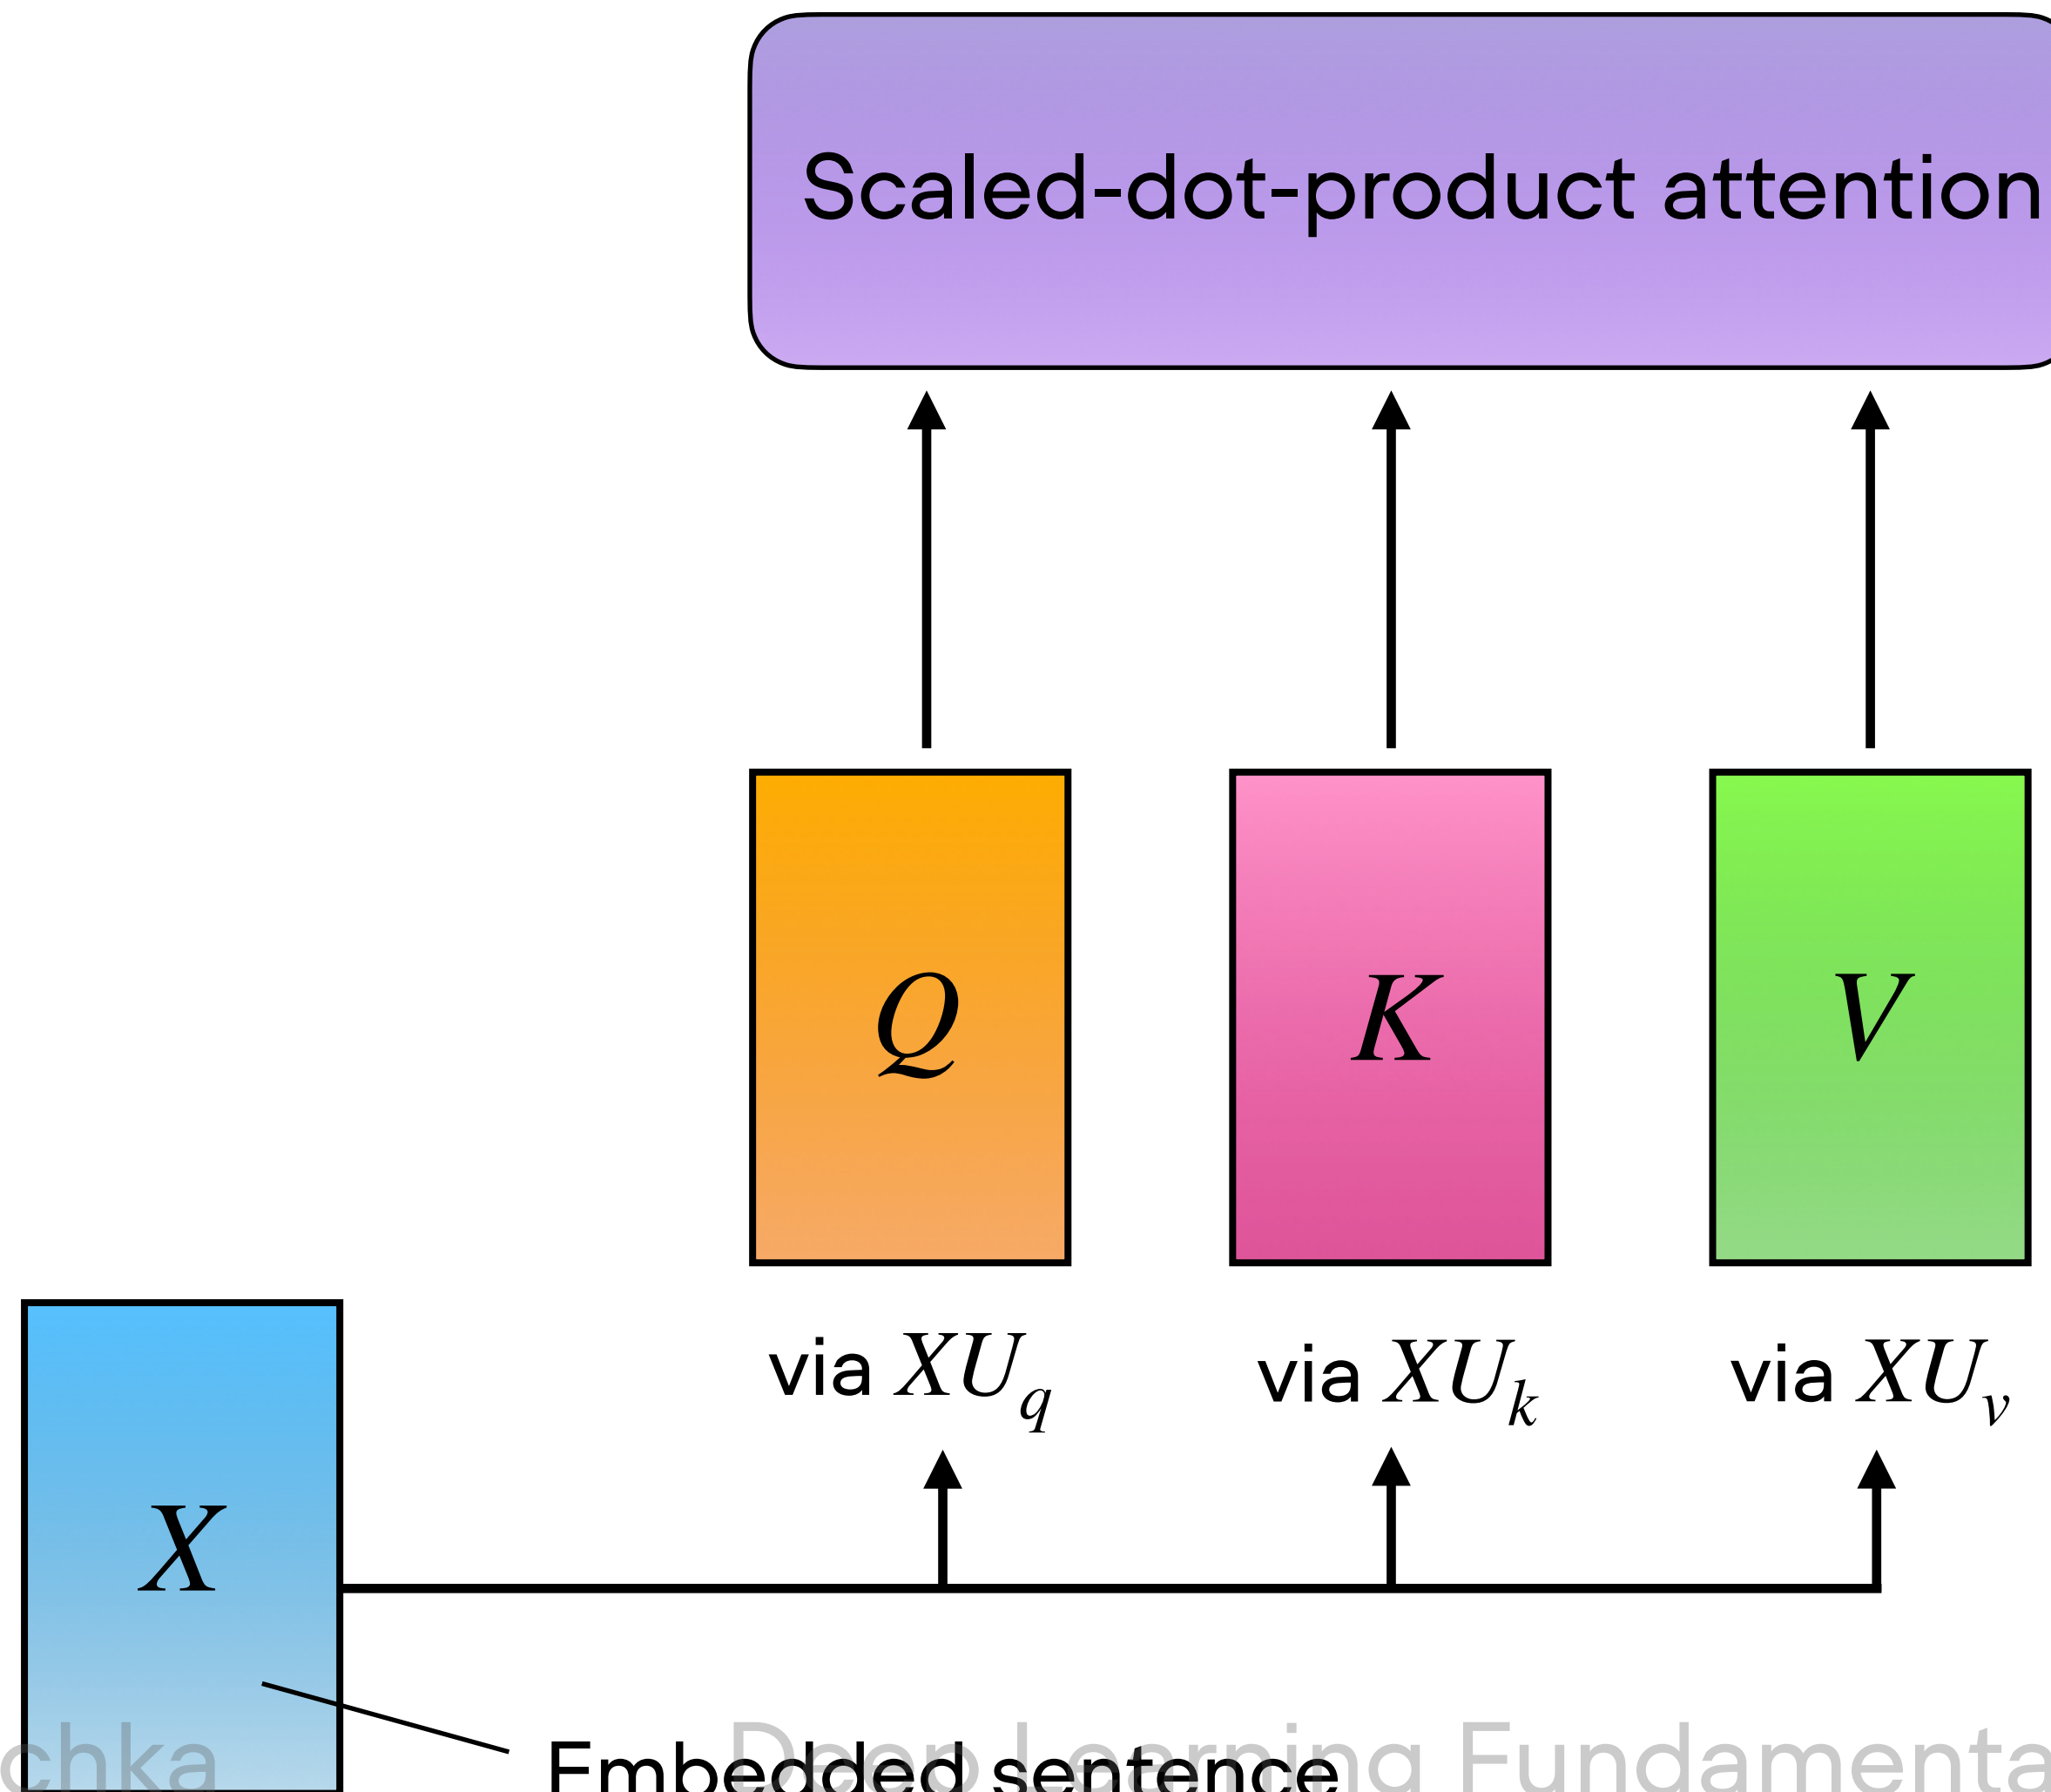 Scaled-dot-product attention
Q
K
V
via XU_q
via XU_k
via XU_v
X
Embedded sentence
chka
Deep Learning Fundamenta